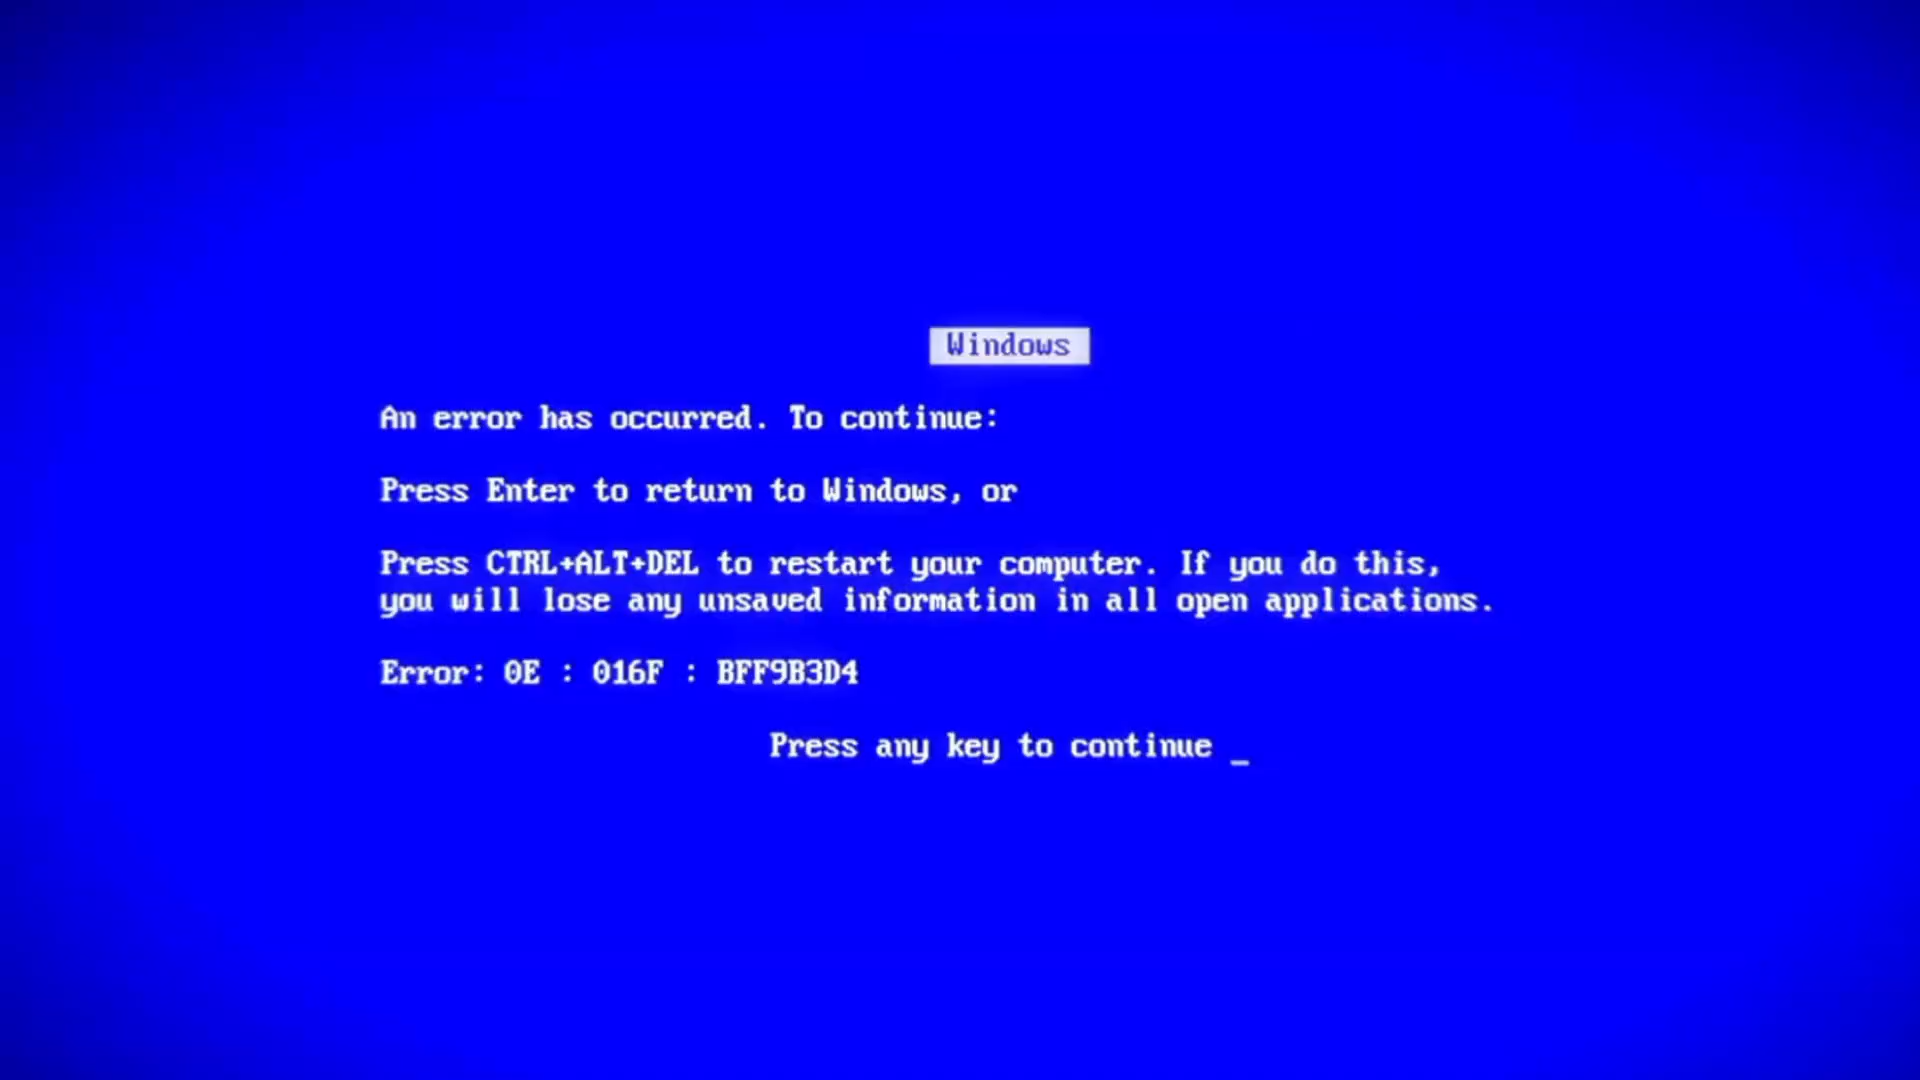 Windows
An error has occurred. To continue:
Press Enter to return to Windows, or
Press CTRL+ALT+DEL to restart your computer. If you do this,
you will lose any unsaved information in all open applications.
Error: 0E : 016F : BFF9B3D4
Press any key to continue _